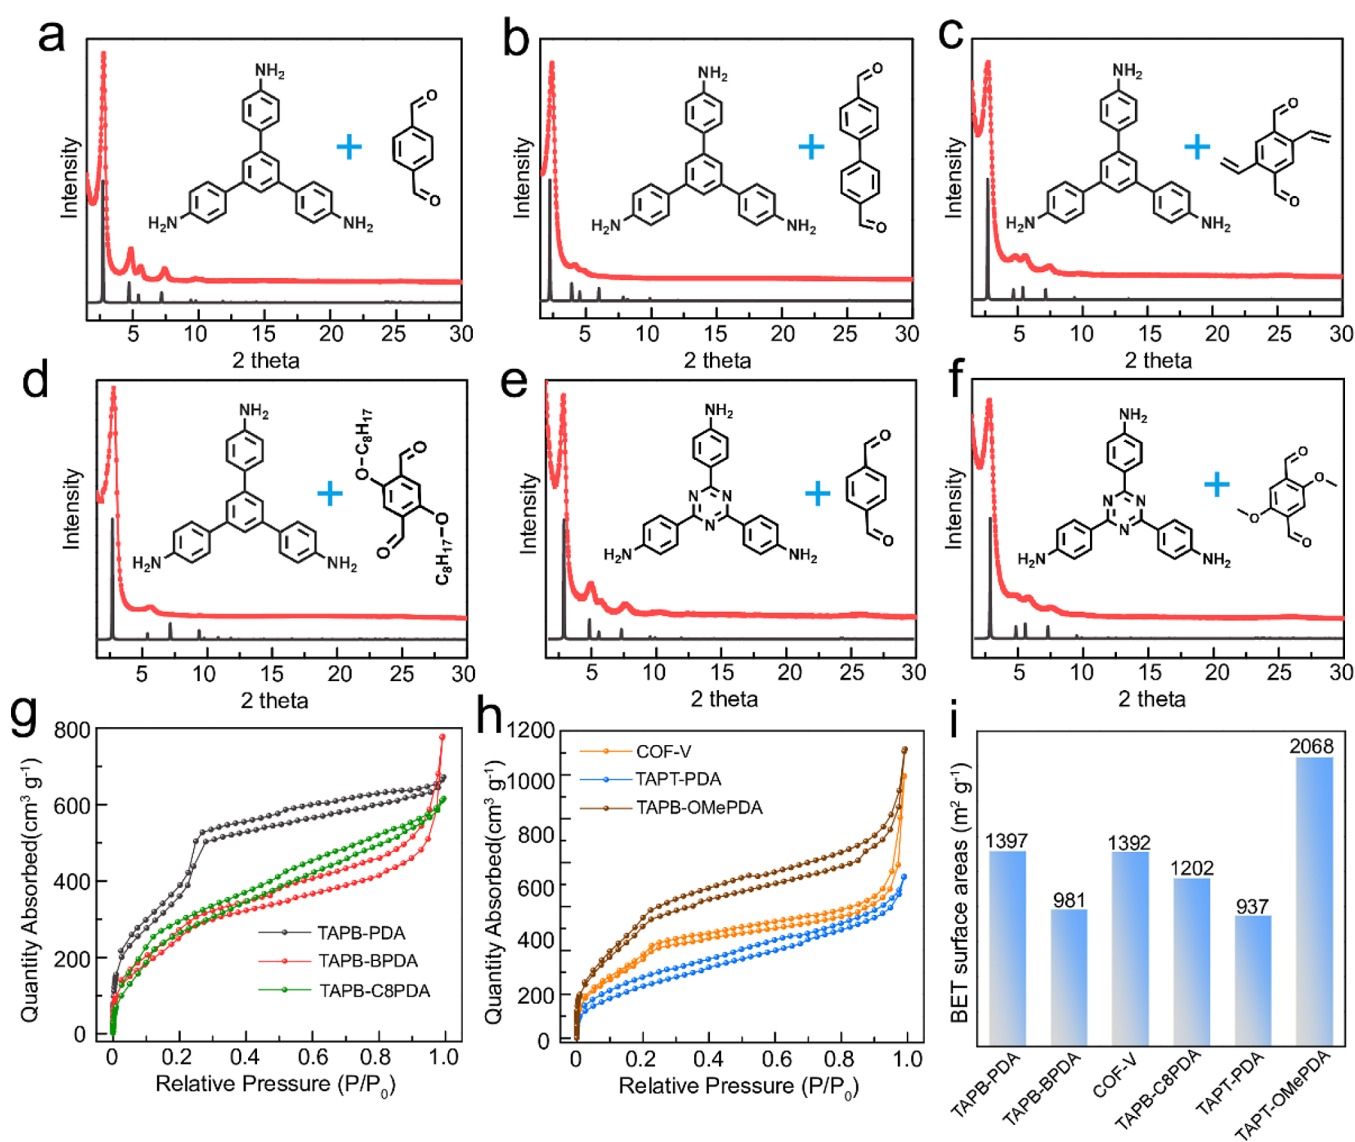 a
NH2
O
O
H2N
NH2
Intensity
5
10
15
20
25
30
2 theta
b
NH2
O
O
H2N
NH2
Intensity
5
10
15
20
25
30
2 theta
c
NH2
O
O
H2N
NH2
Intensity
5
10
15
20
25
30
2 theta
d
NH2
C8H17
O
O
O
O
C8H17
H2N
NH2
Intensity
5
10
15
20
25
30
2 theta
e
NH2
N
N
N
O
O
H2N
NH2
Intensity
5
10
15
20
25
30
2 theta
f
NH2
N
N
N
O
O
O
O
H2N
NH2
Intensity
5
10
15
20
25
30
2 theta
g
Quantity Absorbed(cm3 g-1)
800
600
400
200
0
TAPB-PDA
TAPB-BPDA
TAPB-C8PDA
0
0.2
0.4
0.6
0.8
1.0
Relative Pressure (P/P0)
h
Quantity Absorbed(cm3 g-1)
1200
1000
800
600
400
200
0
COF-V
TAPT-PDA
TAPB-OMePDA
0
0.2
0.4
0.6
0.8
1.0
Relative Pressure (P/P0)
i
BET surface areas (m2 g-1)
1397
981
1392
1202
937
2068
TAPB-PDA
TAPB-BPDA
COF-V
TAPB-C8PDA
TAPT-PDA
TAPT-OMePDA